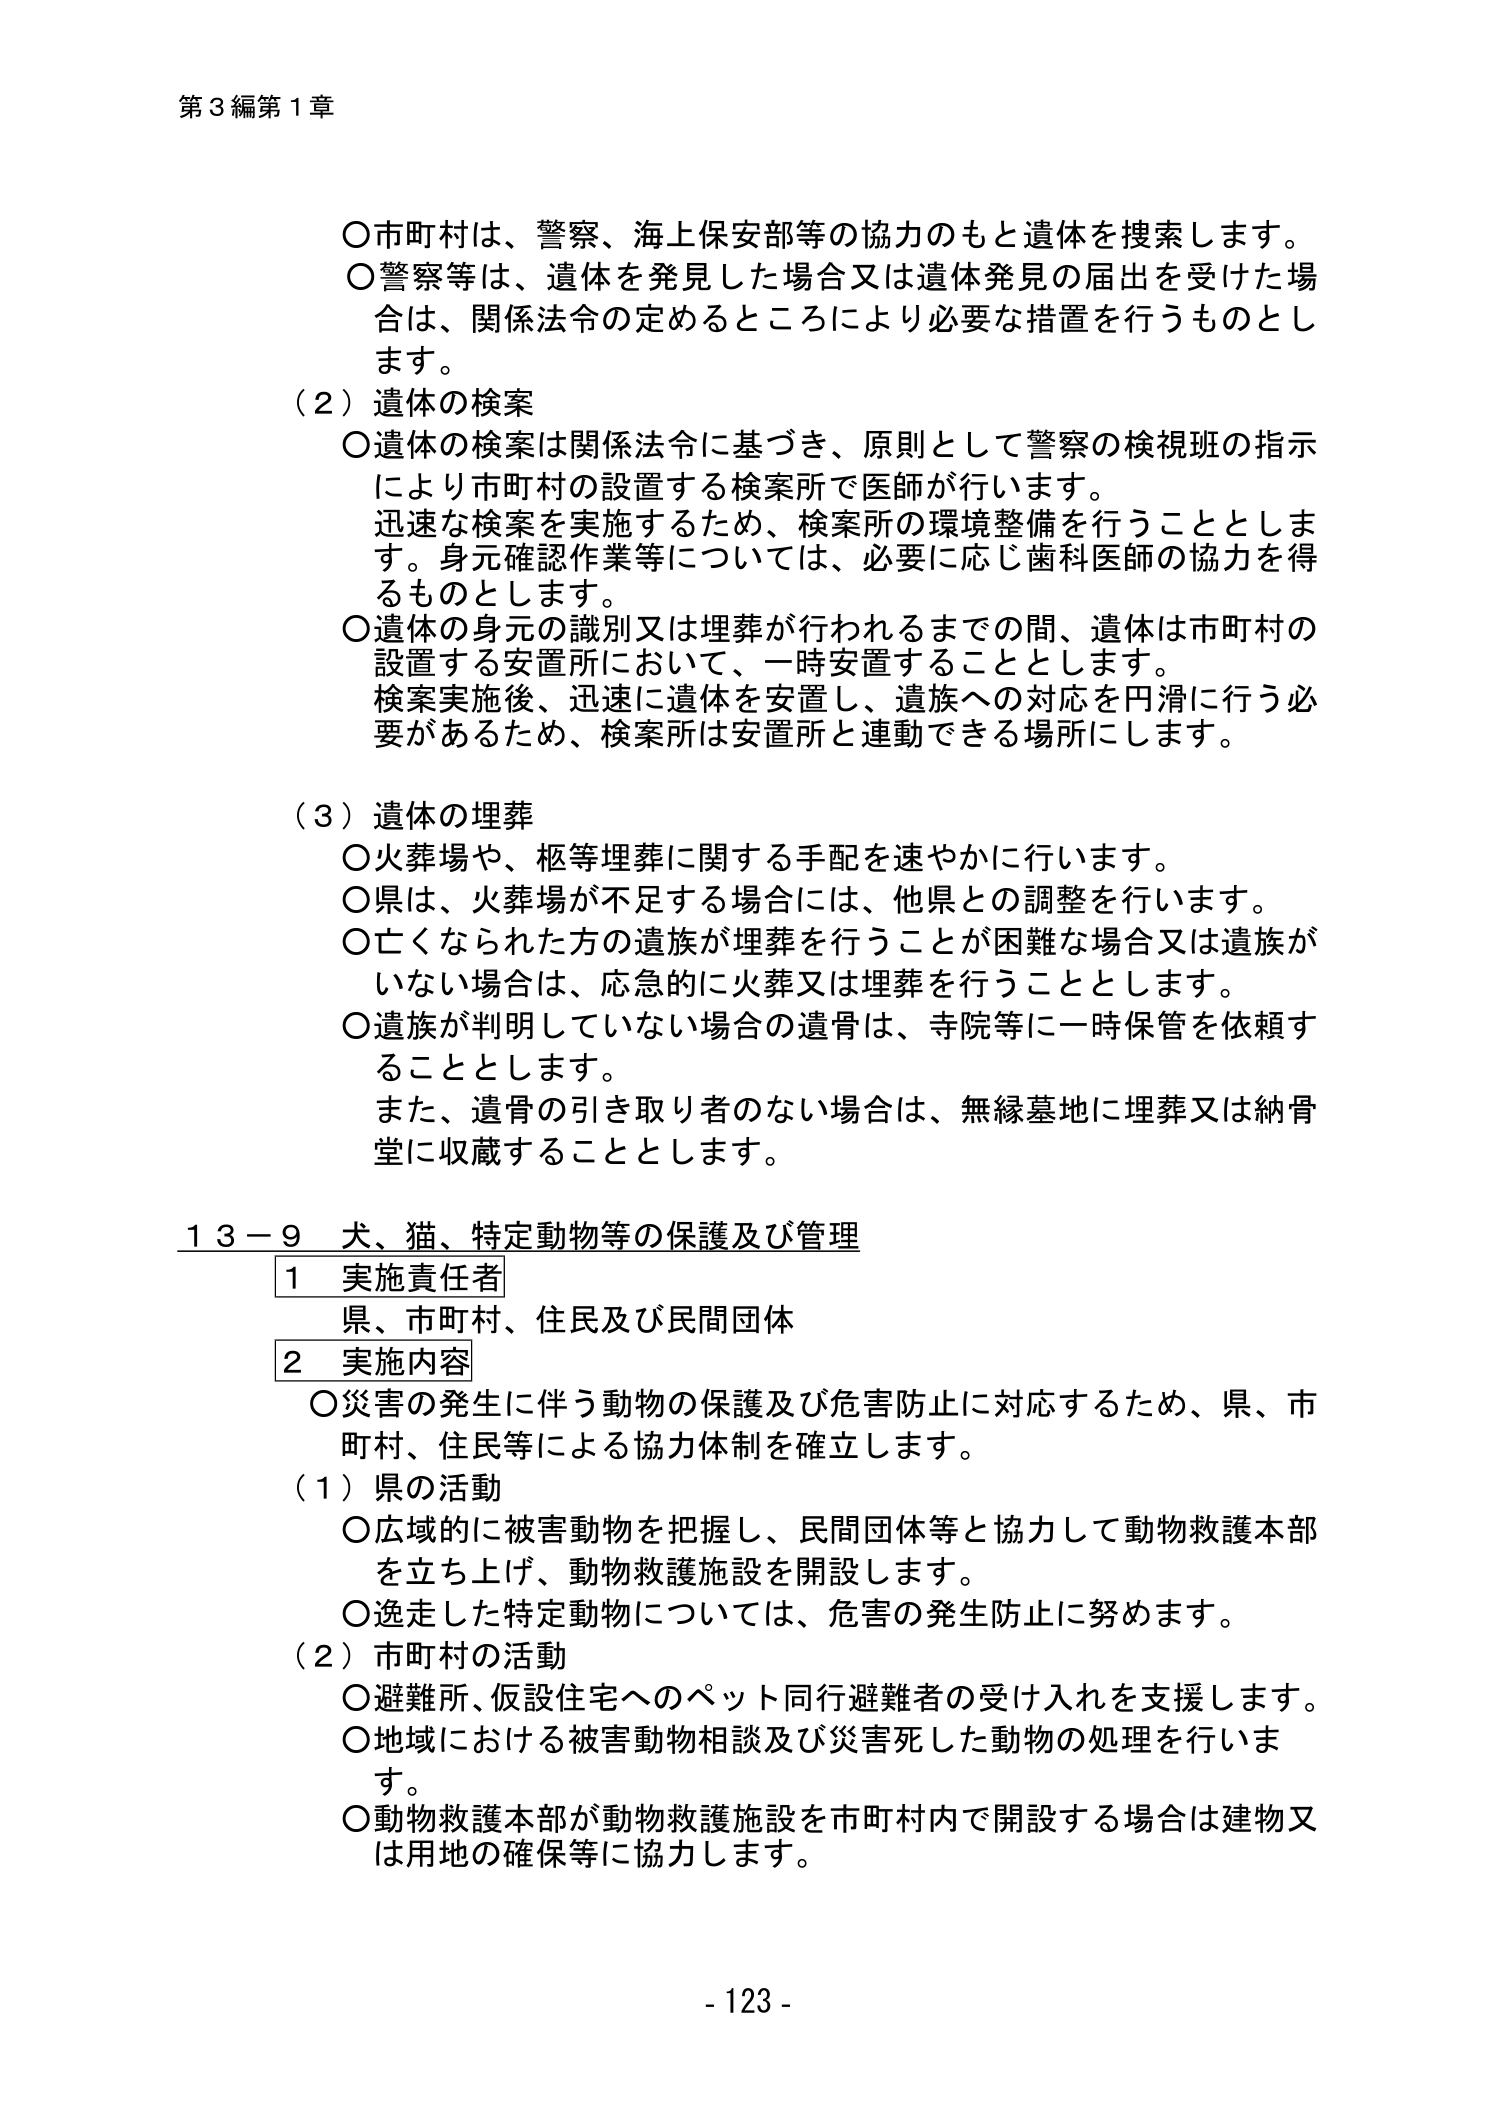 第３編第１章
○市町村は、警察、海上保安部等の協力のもと遺体を捜索します。
○警察等は、遺体を発見した場合又は遺体発見の届出を受けた場
合は、関係法令の定めるところにより必要な措置を行うものとし
ます。
（２）遺体の検案
○遺体の検案は関係法令に基づき、原則として警察の検視班の指示
により市町村の設置する検案所で医師が行います。
迅速な検案を実施するため、検案所の環境整備を行うこととしま
す。身元確認作業等については、必要に応じ歯科医師の協力を得
るものとします。
○遺体の身元の識別又は埋葬が行われるまでの間、遺体は市町村の
設置する安置所において、一時安置することとします。
検案実施後、迅速に遺体を安置し、遺族への対応を円滑に行う必
要があるため、検案所は安置所と連動できる場所にします。
（３）遺体の埋葬
○火葬場や、柩等埋葬に関する手配を速やかに行います。
○県は、火葬場が不足する場合には、他県との調整を行います。
○亡くなられた方の遺族が埋葬を行うことが困難な場合又は遺族が
いない場合は、応急的に火葬又は埋葬を行うこととします。
○遺族が判明していない場合の遺骨は、寺院等に一時保管を依頼す
ることとします。
また、遺骨の引き取り者のない場合は、無縁墓地に埋葬又は納骨
堂に収蔵することとします。
１３－９　犬、猫、特定動物等の保護及び管理
１　実施責任者
県、市町村、住民及び民間団体
２　実施内容
○災害の発生に伴う動物の保護及び危害防止に対応するため、県、市
町村、住民等による協力体制を確立します。
（１）県の活動
○広域的に被害動物を把握し、民間団体等と協力して動物救護本部
を立ち上げ、動物救護施設を開設します。
○逸走した特定動物については、危害の発生防止に努めます。
（２）市町村の活動
○避難所､仮設住宅へのペット同行避難者の受け入れを支援します。
○地域における被害動物相談及び災害死した動物の処理を行いま
す。
○動物救護本部が動物救護施設を市町村内で開設する場合は建物又
は用地の確保等に協力します。
- 123 -